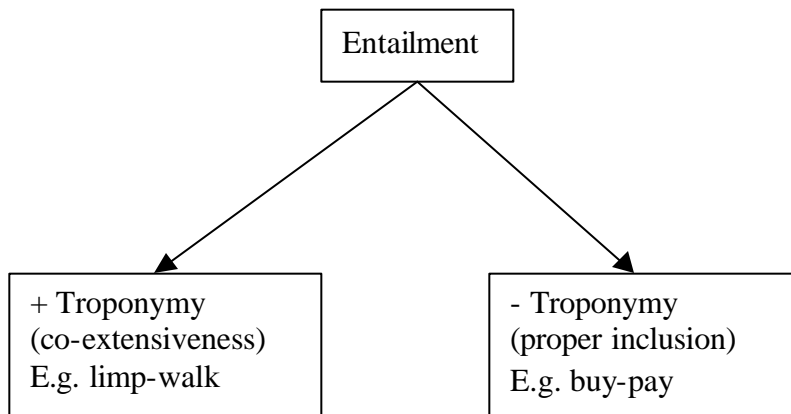 Entailment
+ Troponymy
(co-extensiveness)
E.g. limp-walk
- Troponymy
(proper inclusion)
E.g. buy-pay